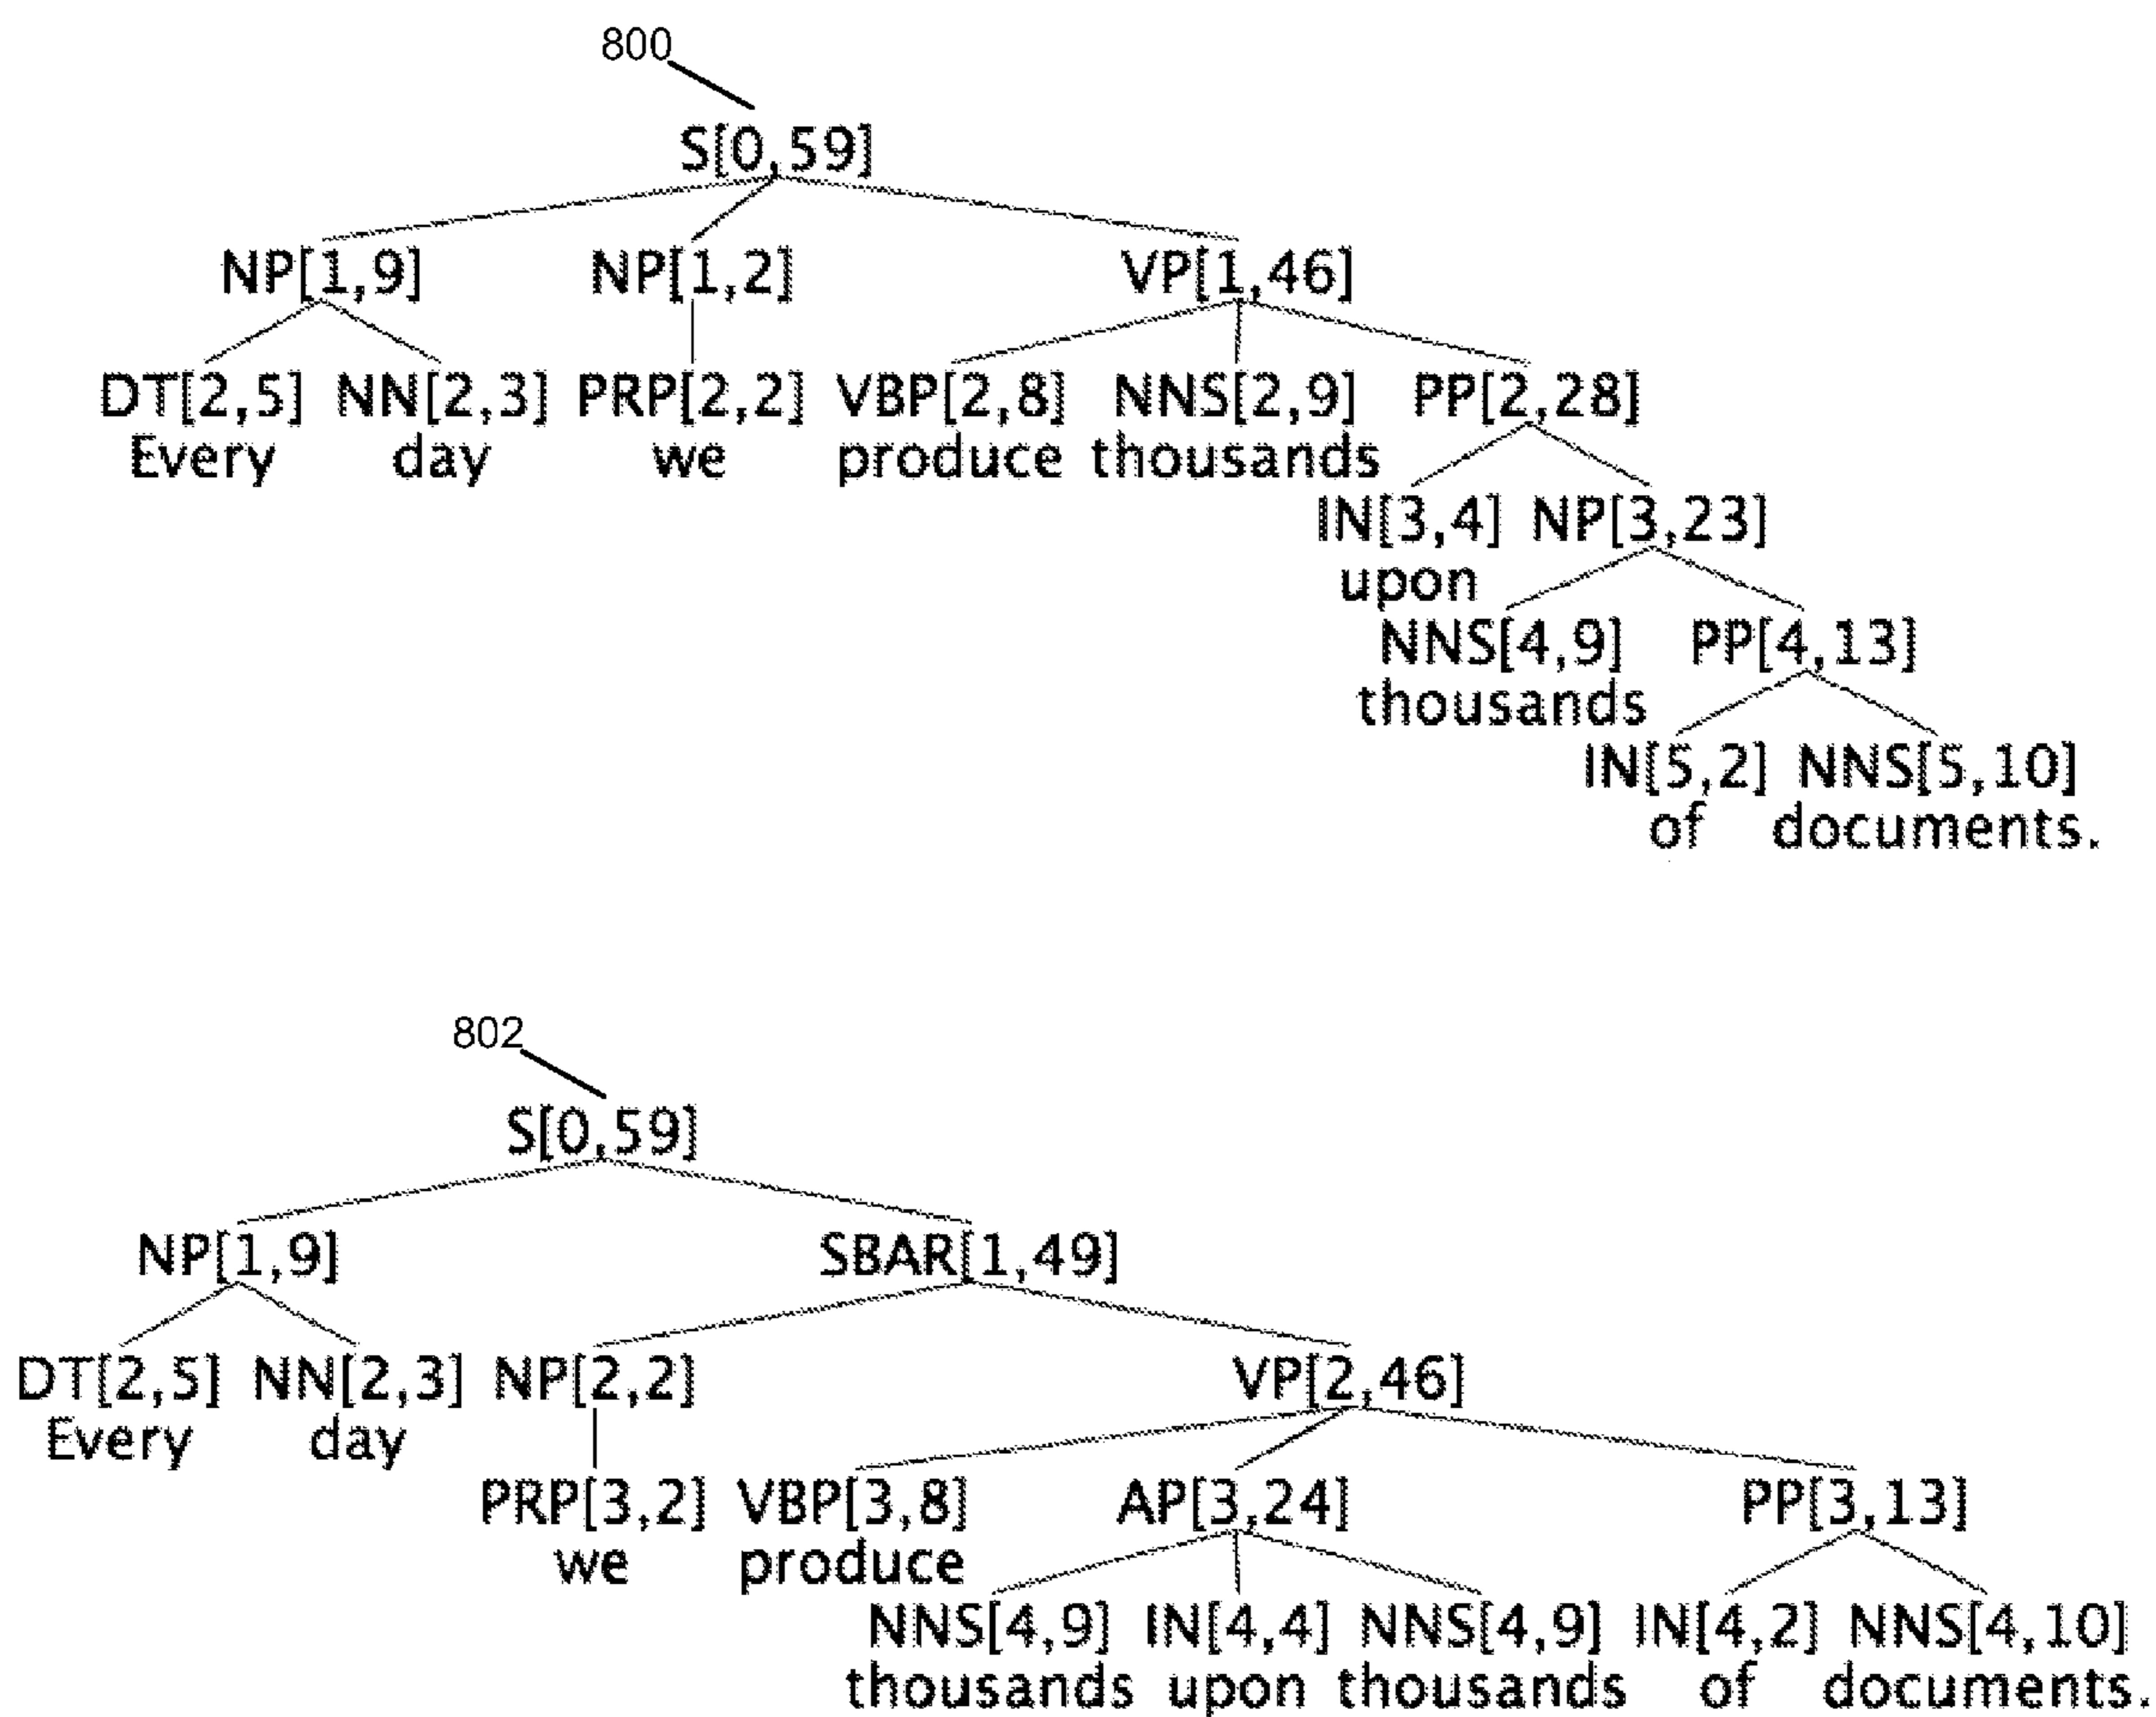 800
S[0,59]
NP[1,9] NP[1,2] VP[1,46]
DT[2,5] NN[2,3] PRP[2,2] VBP[2,8] NNS[2,9] PP[2,28]
Every day we produce thousands
IN[3,4] NP[3,23]
upon
NNS[4,9] PP[4,13]
thousands
IN[5,2] NNS[5,10]
of documents.
802
S[0,59]
NP[1,9] SBAR[1,49]
DT[2,5] NN[2,3] NP[2,2] VP[2,46]
Every day
PRP[3,2] VBP[3,8] AP[3,24] PP[3,13]
we produce
NNS[4,9] IN[4,4] NNS[4,9] IN[4,2] NNS[4,10]
thousands upon thousands of documents.